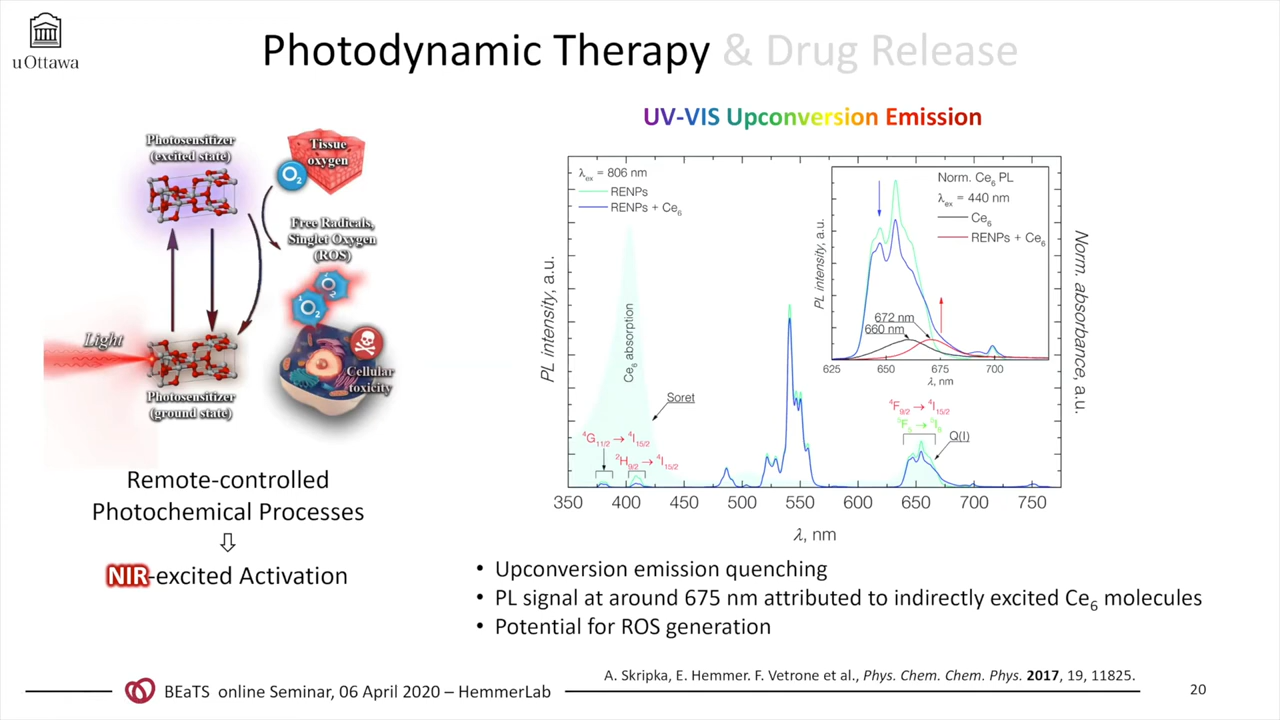 uOttawa
Photodynamic Therapy & Drug Release
Photosensitizer
(excited state)
Tissue
oxygen
O2
Free Radicals,
Singlet Oxygen
(ROS)
¹O2
¹O2
Light
Photosensitizer
(ground state)
Cellular
toxicity
Remote-controlled
Photochemical Processes
NIR-excited Activation
UV-VIS Upconversion Emission
λex = 806 nm
RENPs
RENPs + Ce6
PL intensity, a.u.
Ce6 absorption
Soret
4G11/2 → 4I15/2
2H9/2 → 4I15/2
4F9/2 → 4I15/2
Q(I)
350 400 450 500 550 600 650 700 750
λ, nm
Norm. absorbance, a.u.
Norm. Ce6 PL
λex = 440 nm
Ce6
RENPs + Ce6
PL intensity, a.u.
672 nm
660 nm
625 650 675 700
λ, nm
• Upconversion emission quenching
• PL signal at around 675 nm attributed to indirectly excited Ce6 molecules
• Potential for ROS generation
A. Skripka, E. Hemmer. F. Vetrone et al., Phys. Chem. Chem. Phys. 2017, 19, 11825.
BEaTS online Seminar, 06 April 2020 – HemmerLab
20